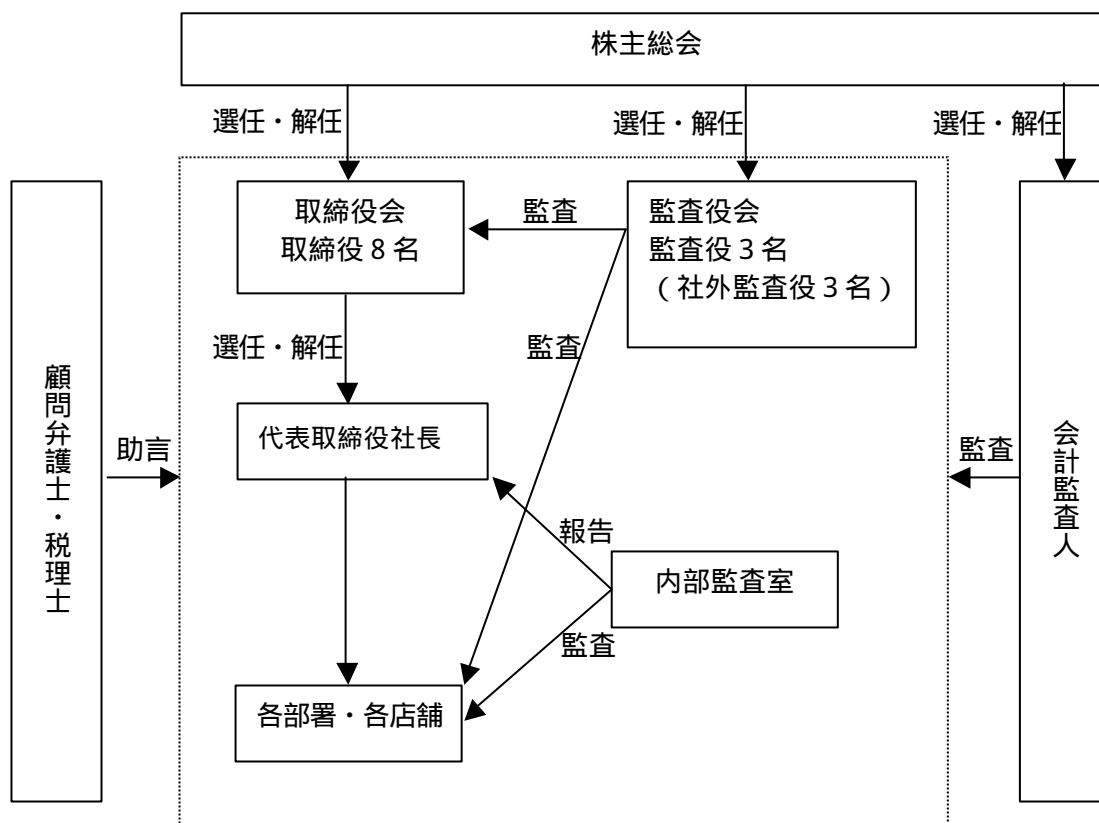 株主総会
選任・解任
選任・解任
選任・解任
取締役会
取締役8名
監査
監査役会
監査役3名
（社外監査役3名）
選任・解任
監査
顧問弁護士・税理士
助言
代表取締役社長
監査
会計監査人
報告
内部監査室
監査
各部署・各店舗